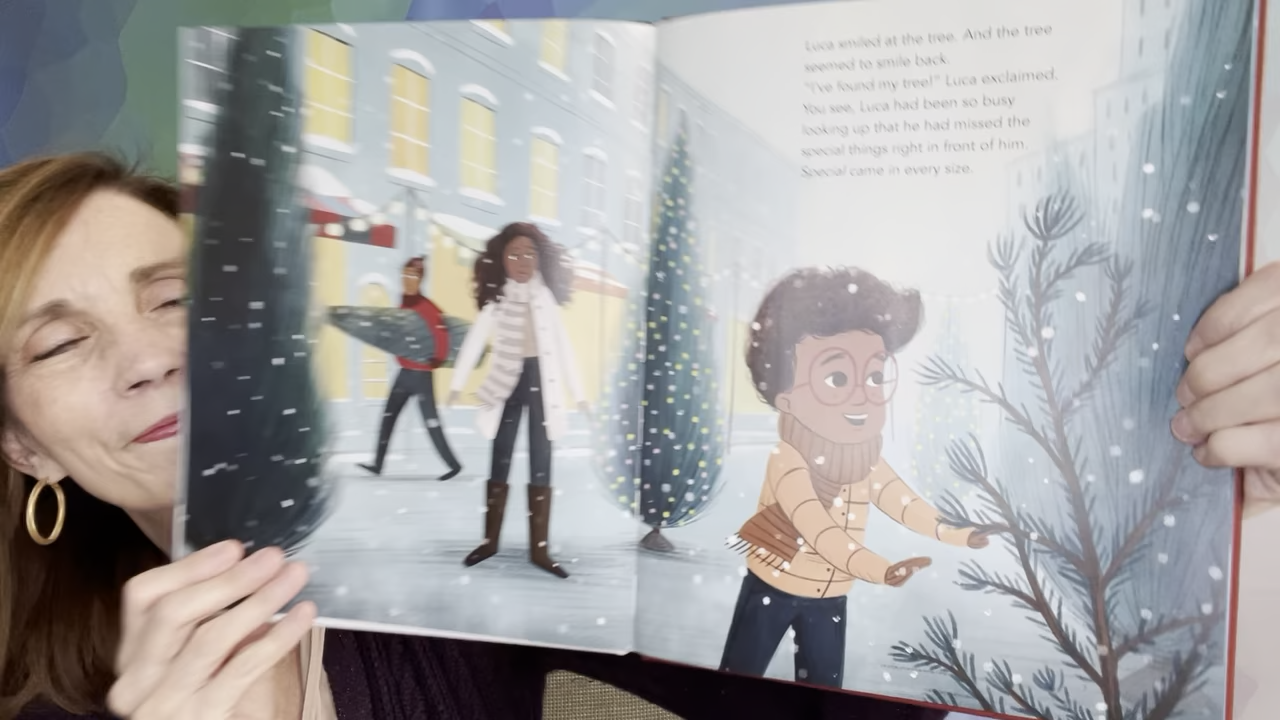 Luca smiled at the tree. And the tree
seemed to smile back.
"I've found my tree!" Luca exclaimed.
You see, Luca had been so busy
looking up that he had missed the
special things right in front of him.
Special came in every size.